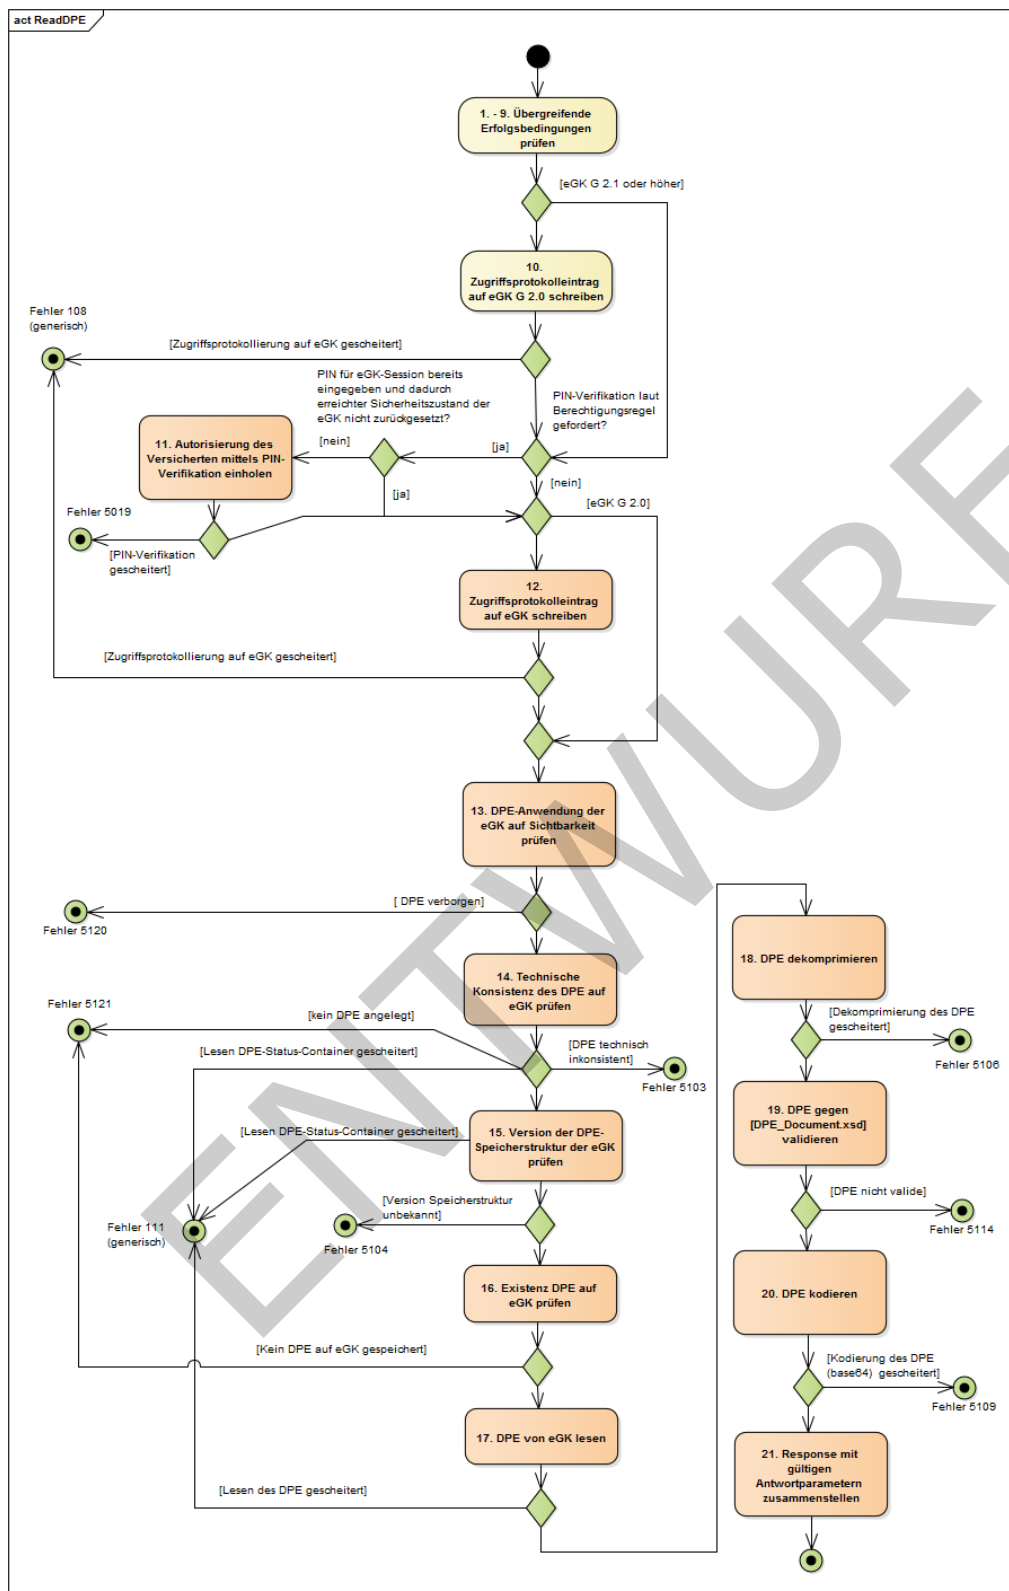 act ReadDPE
1. - 9. Übergreifende
Erfolgsbedingungen
prüfen
[eGK G 2.1 oder höher]
10.
Zugriffsprotokolleintrag
auf eGK G 2.0 schreiben
Fehler 108
(generisch)
[Zugriffsprotokollierung auf eGK gescheitert]
PIN für eGK-Session bereits
eingegeben und dadurch
erreichter Sicherheitszustand der
eGK nicht zurückgesetzt?
PIN-Verifikation laut
Berechtigungsregel
gefordert?
11. Autorisierung des
Versicherten mittels PIN-
Verifikation einholen
[nein]
[ja]
[nein]
[ja]
[eGK G 2.0]
Fehler 5019
[PIN-Verifikation
gescheitert]
12.
Zugriffsprotokolleintrag
auf eGK schreiben
[Zugriffsprotokollierung auf eGK gescheitert]
13. DPE-Anwendung der
eGK auf Sichtbarkeit
prüfen
[ DPE verborgen]
Fehler 5120
14. Technische
Konsistenz des DPE auf
eGK prüfen
Fehler 5121
[kein DPE angelegt]
[Lesen DPE-Status-Container gescheitert]
[DPE technisch
inkonsistent]
Fehler 5103
15. Version der DPE-
Speicherstruktur der eGK
prüfen
[Lesen DPE-Status-Container gescheitert]
[Version Speicherstruktur
unbekannt]
Fehler 111
(generisch)
Fehler 5104
16. Existenz DPE auf
eGK prüfen
[Kein DPE auf eGK gespeichert]
17. DPE von eGK lesen
[Lesen des DPE gescheitert]
18. DPE dekomprimieren
[Dekomprimierung des DPE
gescheitert]
Fehler 5106
19. DPE gegen
[DPE_Document.xsd]
validieren
[DPE nicht valide]
Fehler 5114
20. DPE kodieren
[Kodierung des DPE
(base64) gescheitert]
Fehler 5109
21. Response mit
gültigen
Antwortparametern
zusammenstellen